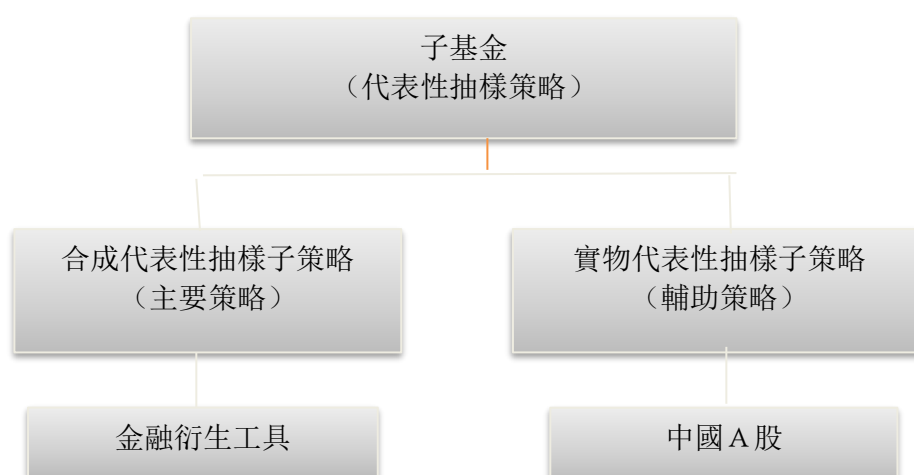 子基金
（代表性抽樣策略）
合成代表性抽樣子策略
（主要策略）
實物代表性抽樣子策略
（輔助策略）
金融衍生工具
中國A股